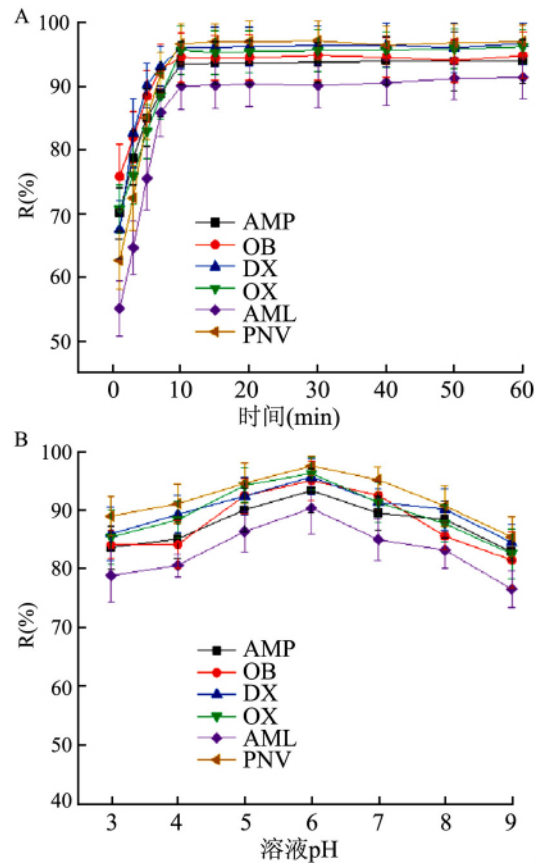 A
100
90
80
70
60
50
R(%)
AMP
OB
DX
OX
AML
PNV
0 10 20 30 40 50 60
时间(min)
B
100
90
80
70
60
50
40
R(%)
AMP
OB
DX
OX
AML
PNV
3 4 5 6 7 8 9
溶液pH